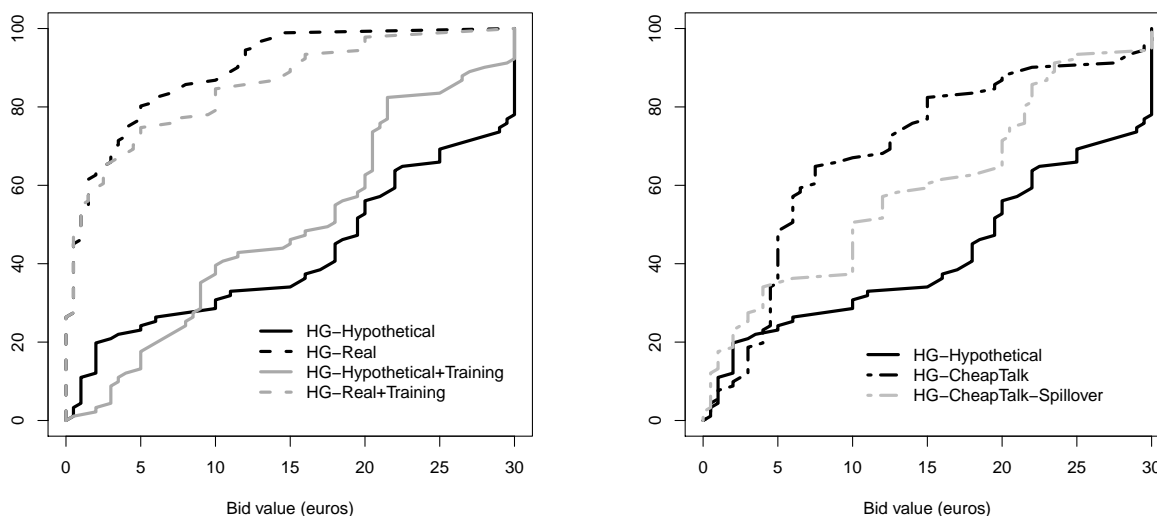 100
80
60
40
20
0
HG−Hypothetical
HG−Real
HG−Hypothetical+Training
HG−Real+Training
0 5 10 15 20 25 30
Bid value (euros)
100
80
60
40
20
0
HG−Hypothetical
HG−CheapTalk
HG−CheapTalk−Spillover
0 5 10 15 20 25 30
Bid value (euros)